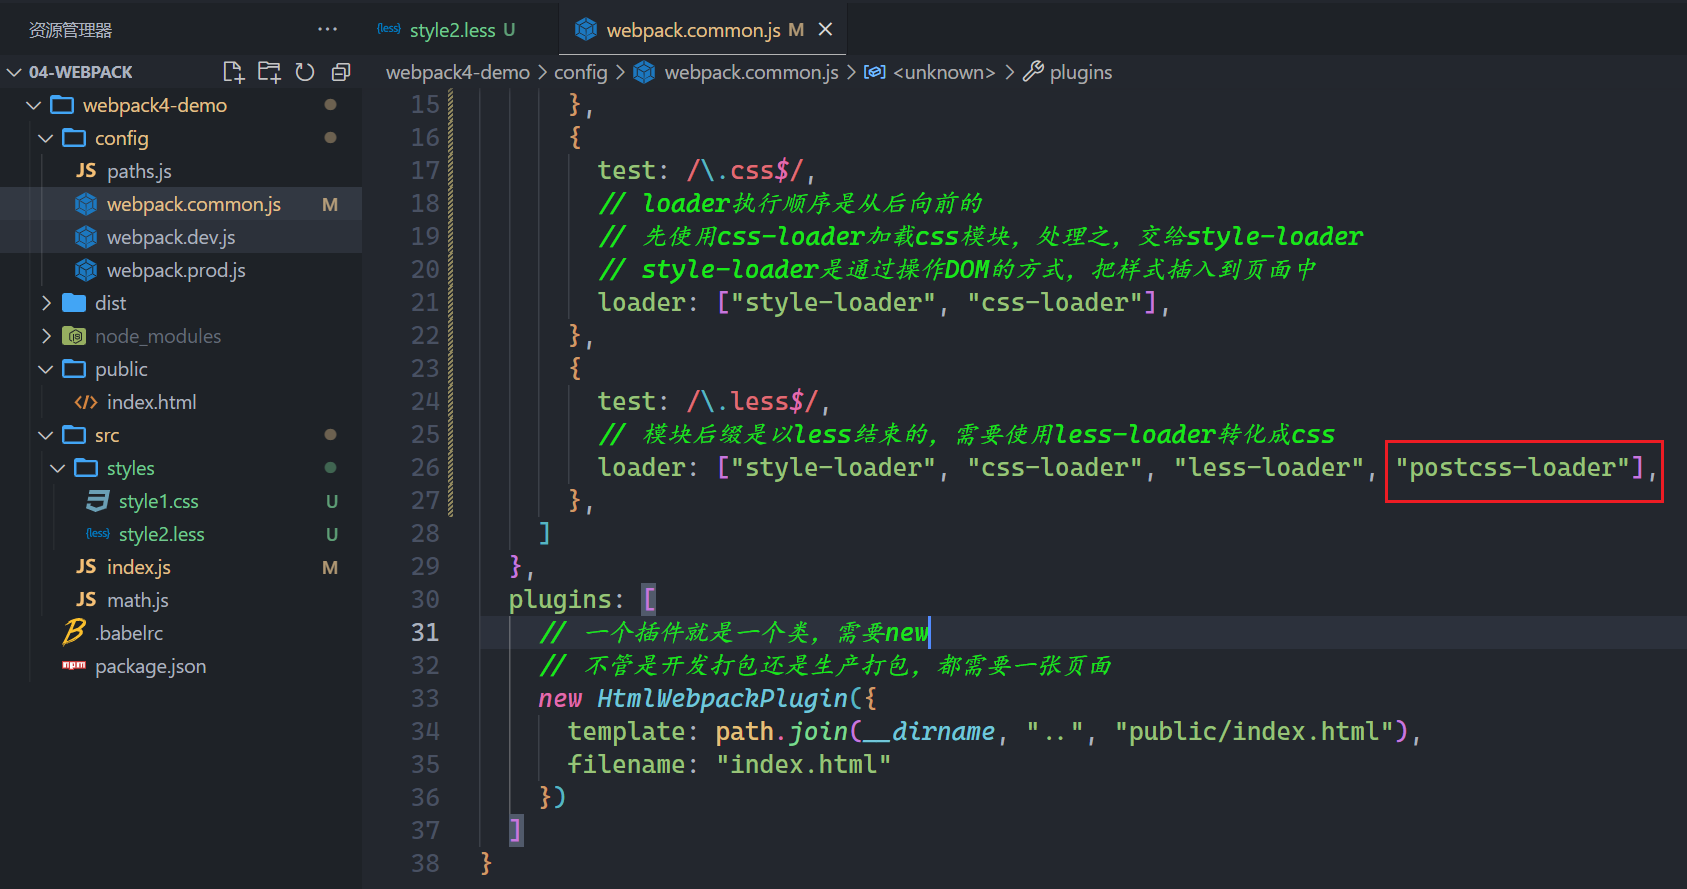 资源管理器 ···
04-WEBPACK
webpack4-demo
config
JS paths.js
webpack.common.js M
webpack.dev.js
webpack.prod.js
dist
node_modules
public
index.html
src
styles
style1.css U
{less} style2.less U
JS index.js M
JS math.js
.babelrc
npm package.json
{less} style2.less U
webpack.common.js M
webpack4-demo > config > webpack.common.js > <unknown> > plugins
15 },
16 {
17 test: /\.css$/,
18 // loader执行顺序是从后向前的
19 // 先使用css-loader加载css模块, 处理之, 交给style-loader
20 // style-loader是通过操作DOM的方式, 把样式插入到页面中
21 loader: ["style-loader", "css-loader"],
22 },
23 {
24 test: /\.less$/,
25 // 模块后缀是以less结束的, 需要使用less-loader转化成css
26 loader: ["style-loader", "css-loader", "less-loader", "postcss-loader"],
27 },
28 ]
29 },
30 plugins: [
31 // 一个插件就是一个类, 需要new
32 // 不管是开发打包还是生产打包, 都需要一张页面
33 new HtmlWebpackPlugin({
34 template: path.join(__dirname, "..", "public/index.html"),
35 filename: "index.html"
36 })
37 ]
38 }